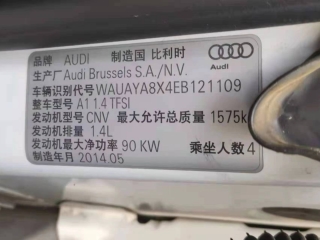 品牌 AUDI 制造国 比利时
Audi
生产厂 Audi Brussels S.A./N.V.
车辆识别代号 WAUAYA8X4EB121109
整车型号 A1 1.4 TFSI
发动机型号 CNV 最大允许总质量 1575k
发动机排量 1.4L
发动机最大净功率 90 KW 乘坐人数 4
制造年月 2014.05